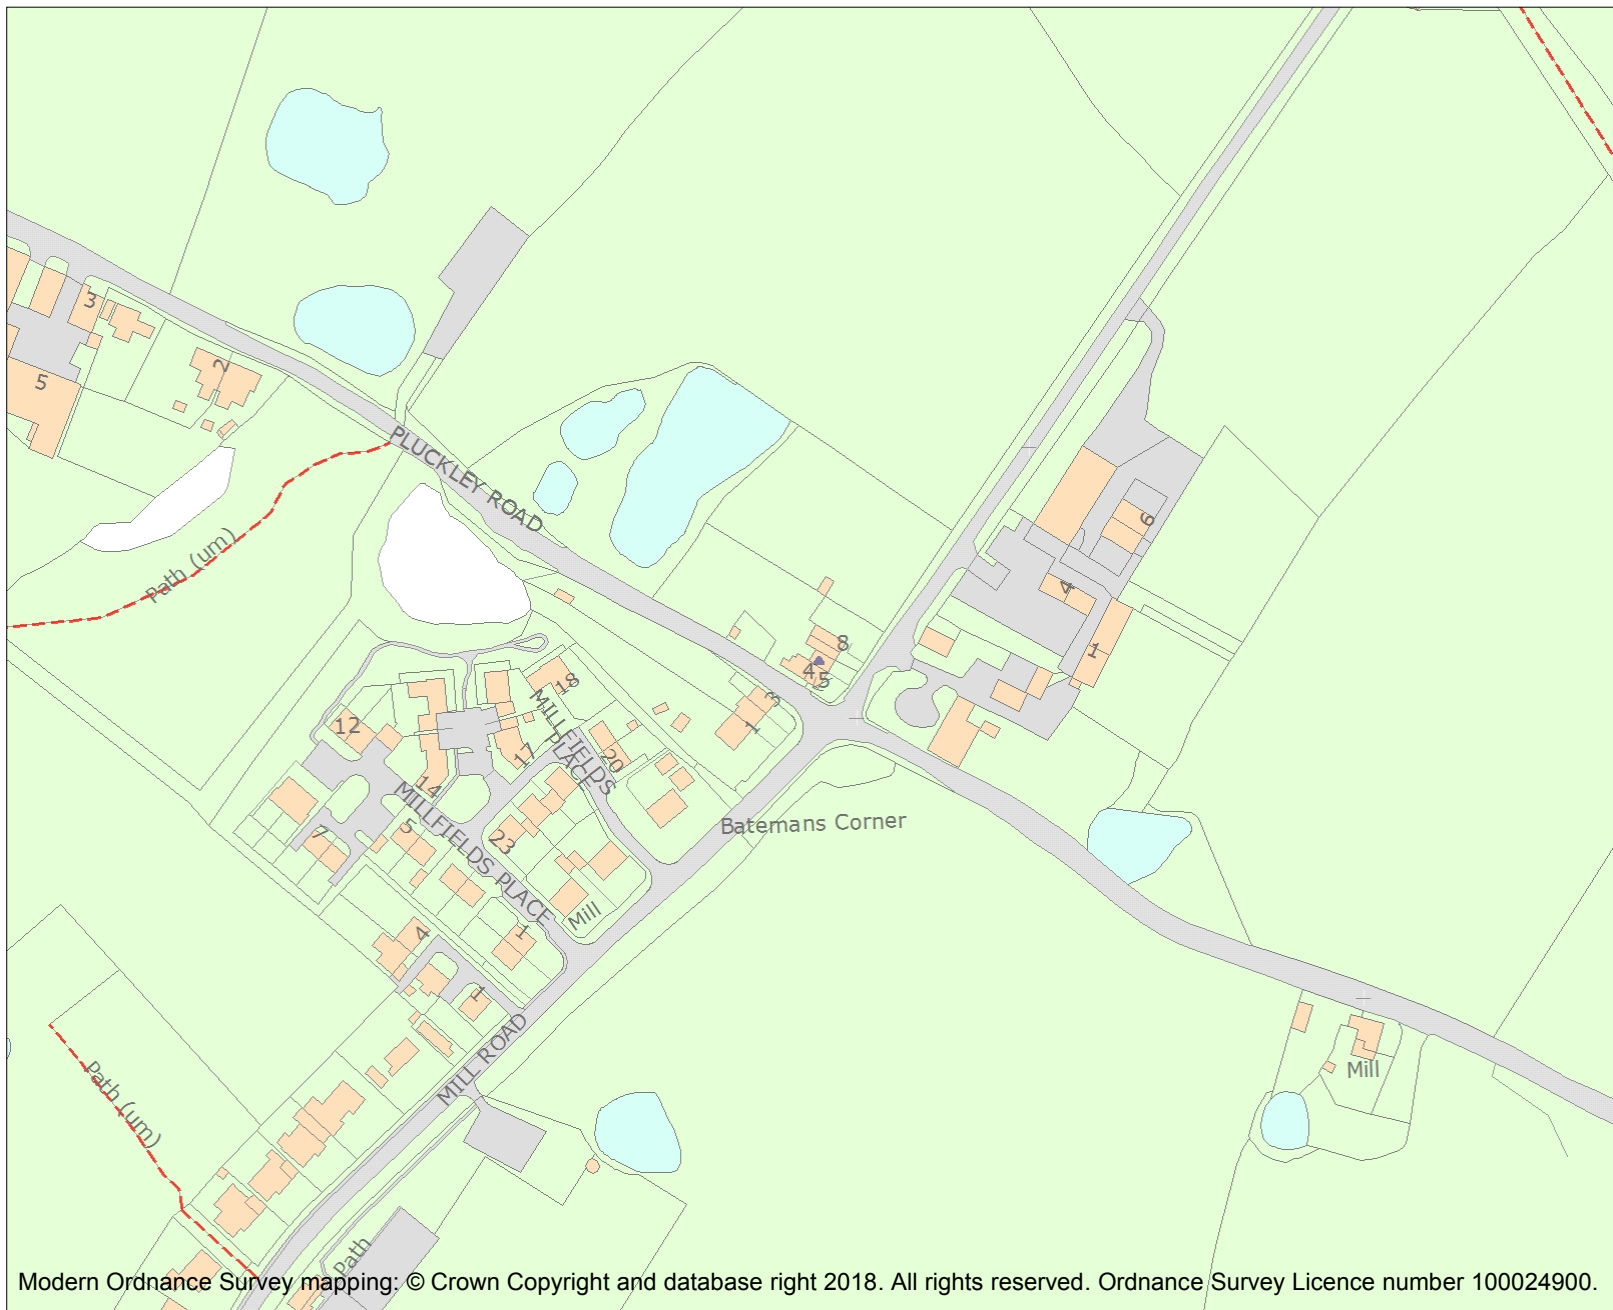 3
2
5
PLUCKLEY ROAD
6
Path (um)
4
8
4
5
1
18
3
1
12
MILLFIELDS
PLACE
17
20
14
MILLFIELDS PLACE
Batemans Corner
7
5
23
Mill
4
1
1
MILL ROAD
Mill
Path (um)
Path
Modern Ordnance Survey mapping: © Crown Copyright and database right 2018. All rights reserved. Ordnance Survey Licence number 100024900.